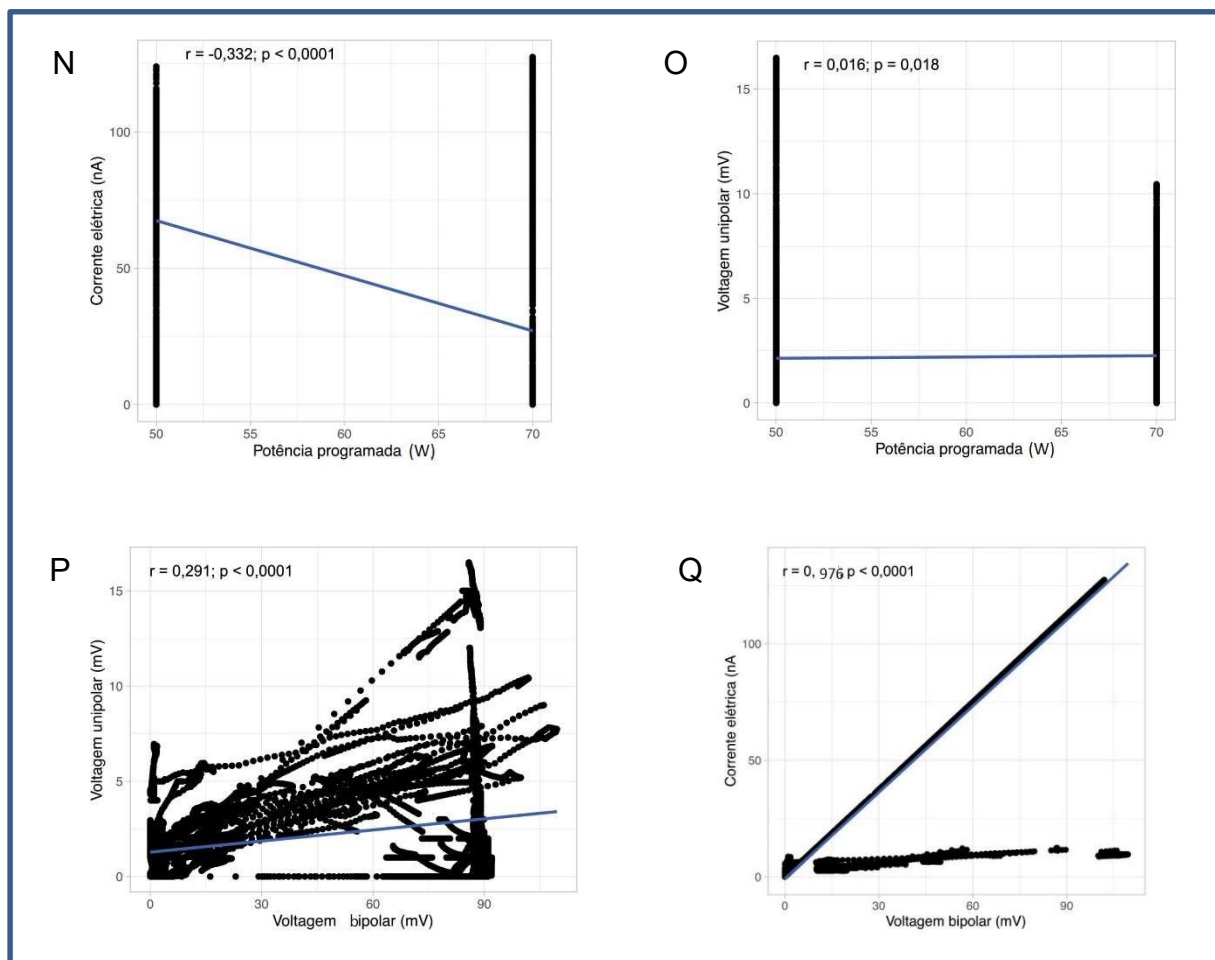 N
r = -0,332; p < 0,0001
Corrente elétrica (nA)
100
50
0
50
55
60
65
70
Potência programada (W)
O
r = 0,016; p = 0,018
Voltagem unipolar (mV)
15
10
5
0
50
55
60
65
70
Potência programada (W)
P
r = 0,291; p < 0,0001
Voltagem unipolar (mV)
15
10
5
0
0
30
60
90
Voltagem bipolar (mV)
Q
r = 0, 976 p < 0,0001
Corrente elétrica (nA
100
50
0
0
30
60
90
Voltagem bipolar (mV)